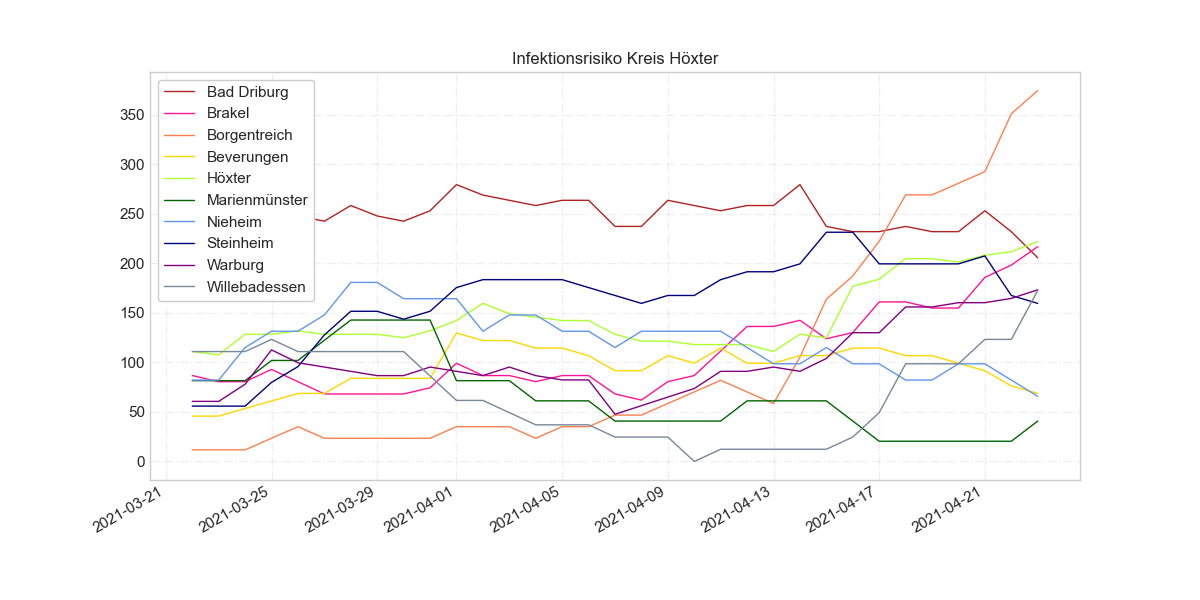 Infektionsrisiko Kreis Höxter
Bad Driburg
Brakel
Borgentreich
Beverungen
Höxter
Marienmünster
Nieheim
Steinheim
Warburg
Willebadessen
350
300
250
200
150
100
50
0
2021-03-21
2021-03-25
2021-03-29
2021-04-01
2021-04-05
2021-04-09
2021-04-13
2021-04-17
2021-04-21